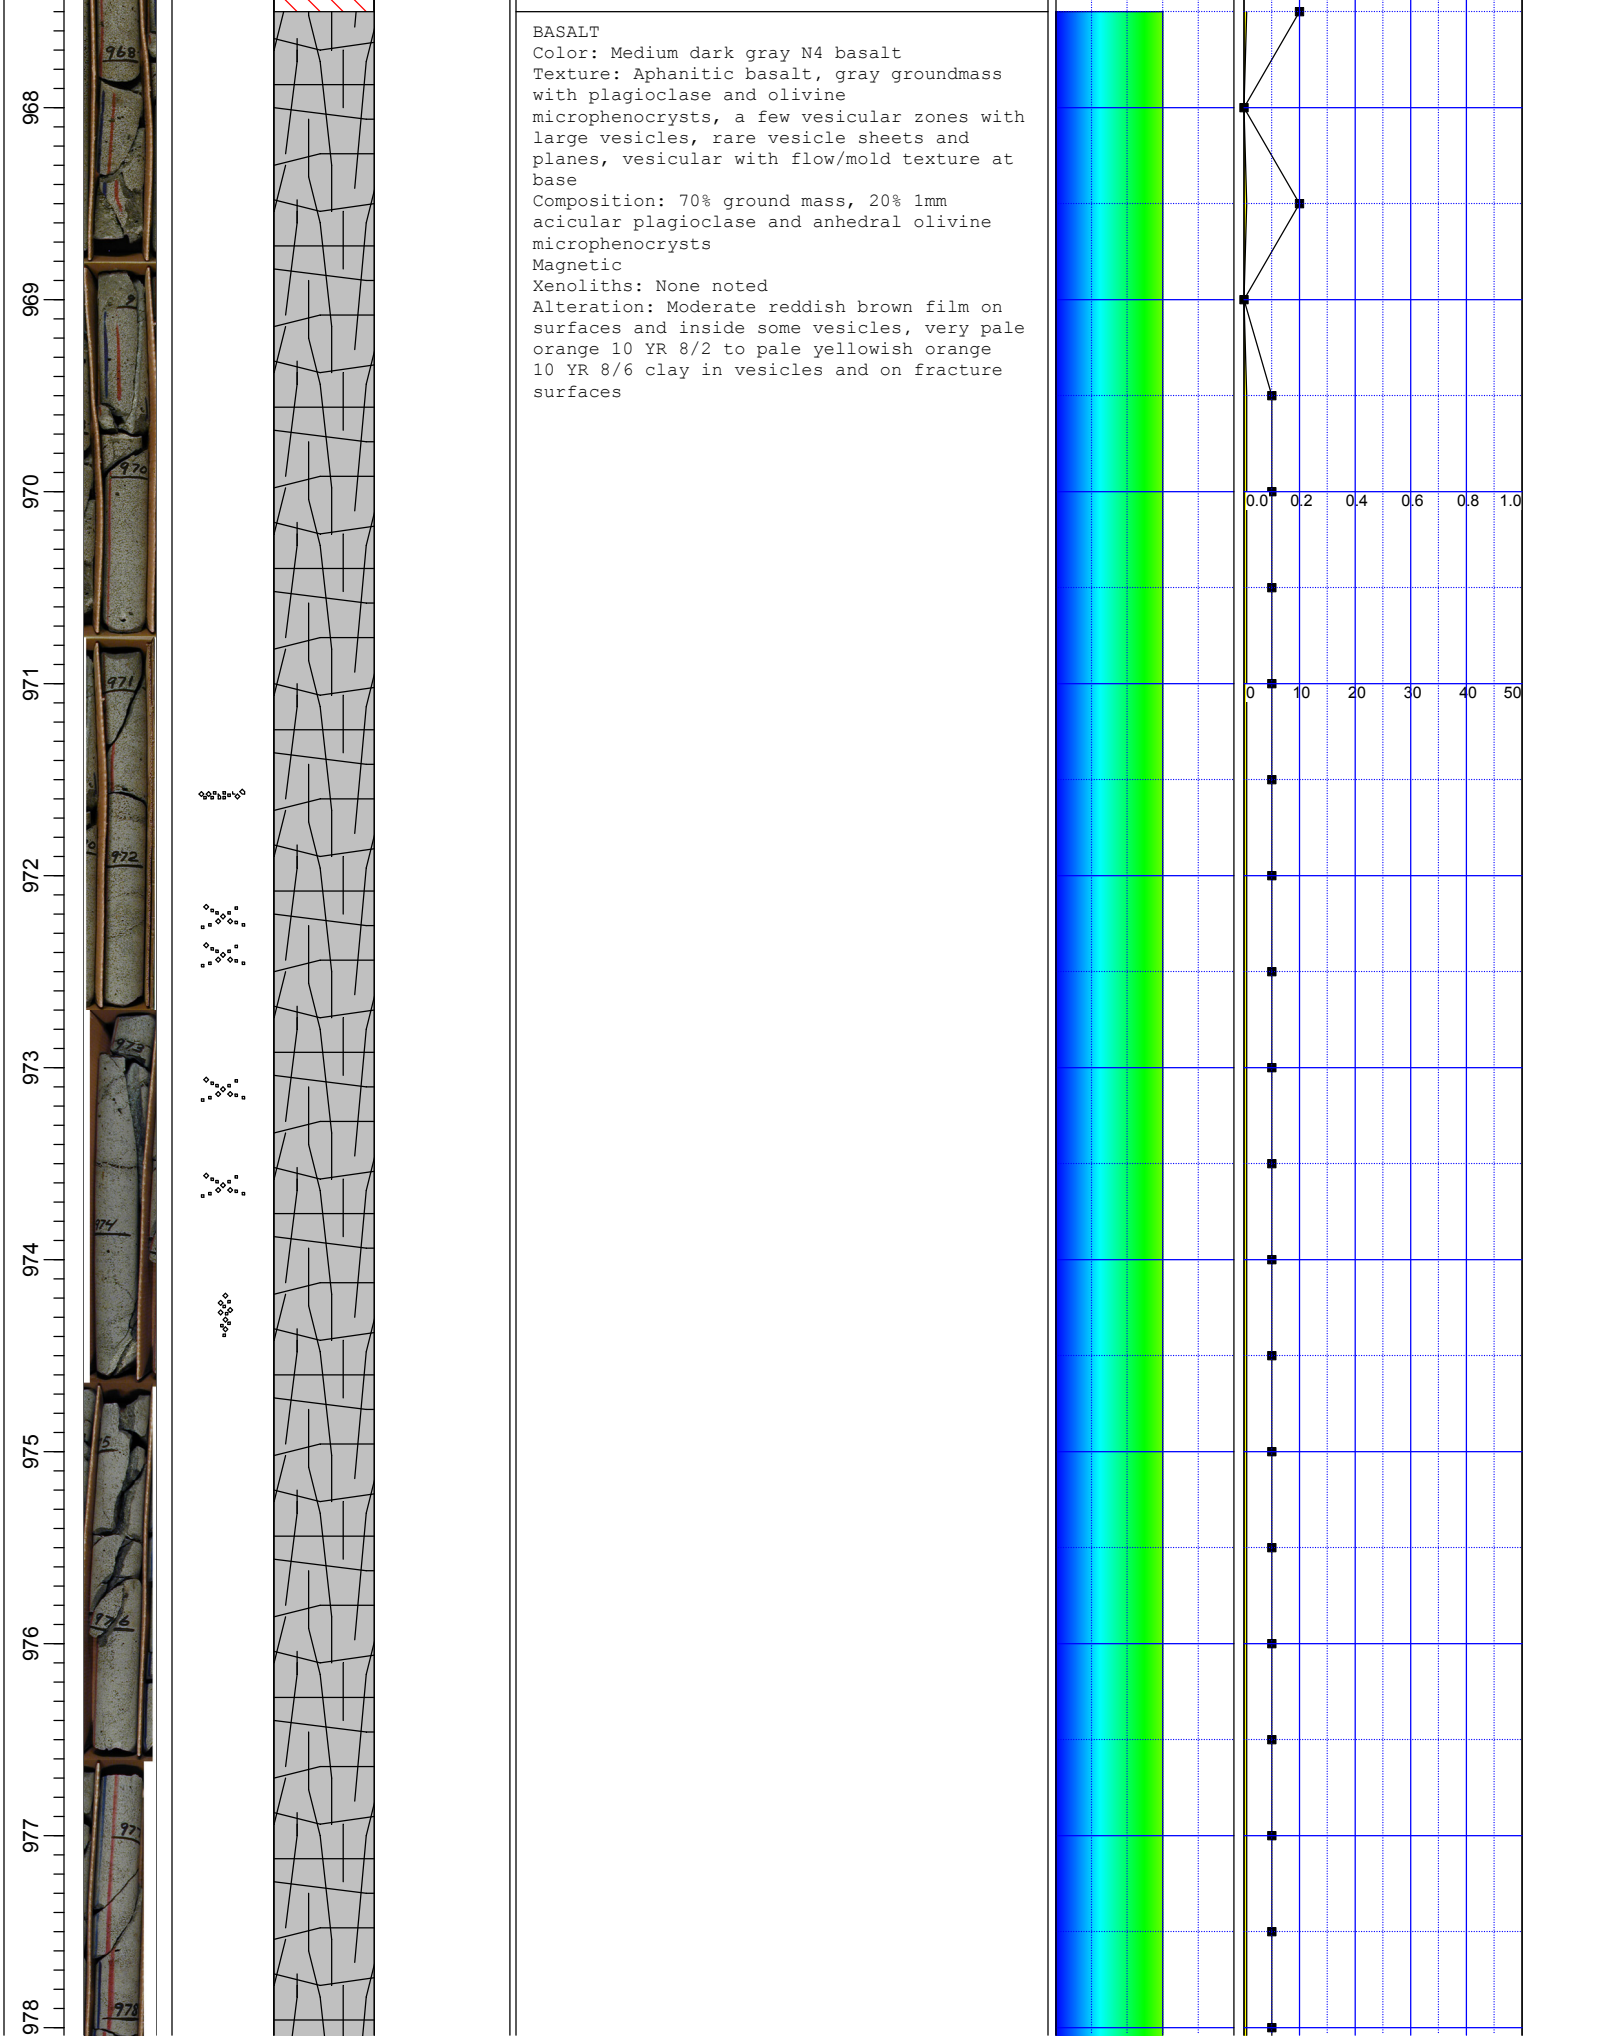 BASALT
Color: Medium dark gray N4 basalt
Texture: Aphanitic basalt, gray groundmass
with plagioclase and olivine
microphenocrysts, a few vesicular zones with
large vesicles, rare vesicle sheets and
planes, vesicular with flow/mold texture at
base
Composition: 70% ground mass, 20% 1mm
acicular plagioclase and anhedral olivine
microphenocrysts
Magnetic
Xenoliths: None noted
Alteration: Moderate reddish brown film on
surfaces and inside some vesicles, very pale
orange 10 YR 8/2 to pale yellowish orange
10 YR 8/6 clay in vesicles and on fracture
surfaces
968
969
970
971
972
973
974
975
976
977
978
968
970
971
972
973
974
976
978
0.0 0.2 0.4 0.6 0.8 1.0
0 10 20 30 40 50